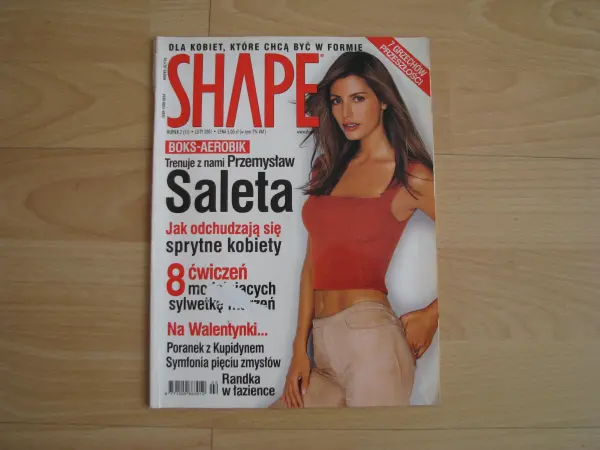 DLA KOBIET, KTÓRE CHCĄ BYĆ W FORMIE
7 GRZECHÓW
PRZESZŁOŚCI
SHAPE
BOKS-AEROBIK
Trenuje z nami Przemysław
Saleta
Jak odchudzają się
sprytne kobiety
8 ćwiczeń
sylwetkę
Na Walentynki...
Poranek z Kupidynem
Symfonia pięciu zmysłów
Randka
w łazience